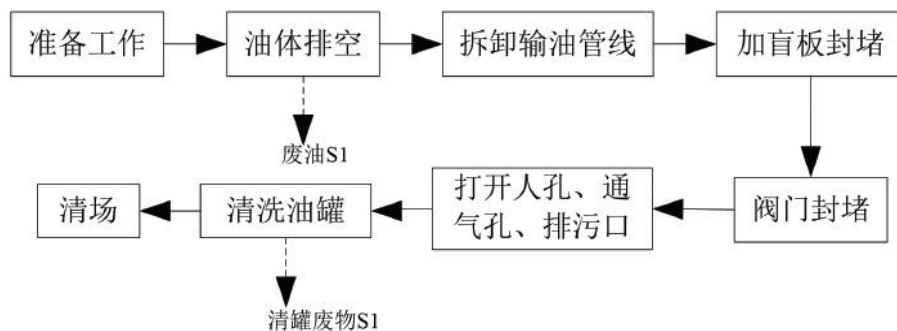 准备工作
油体排空
拆卸输油管线
加盲板封堵
废油S1
清场
清洗油罐
打开人孔、通
气孔、排污口
阀门封堵
清罐废物S1